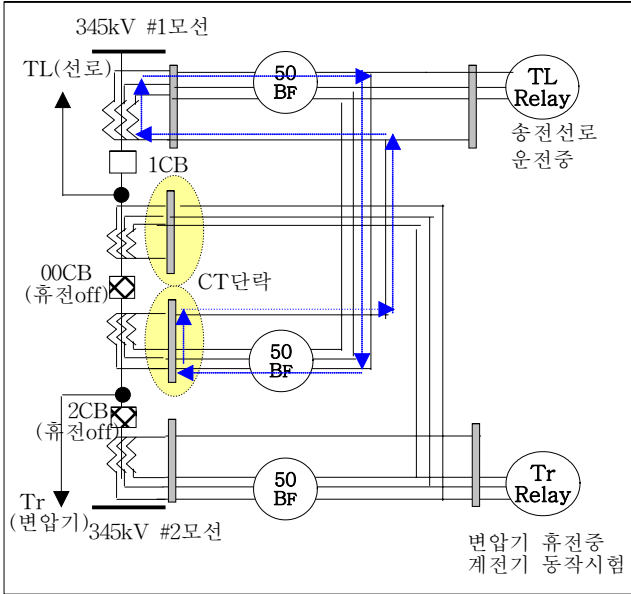 345kV #1모선
TL(선로)
50
BF
TL
Relay
송전선로
운전중
1CB
00CB
(휴전off)
CT단락
50
BF
2CB
(휴전off)
50
BF
Tr
Relay
Tr
(변압기)
345kV #2모선
변압기 휴전중
계전기 동작시험